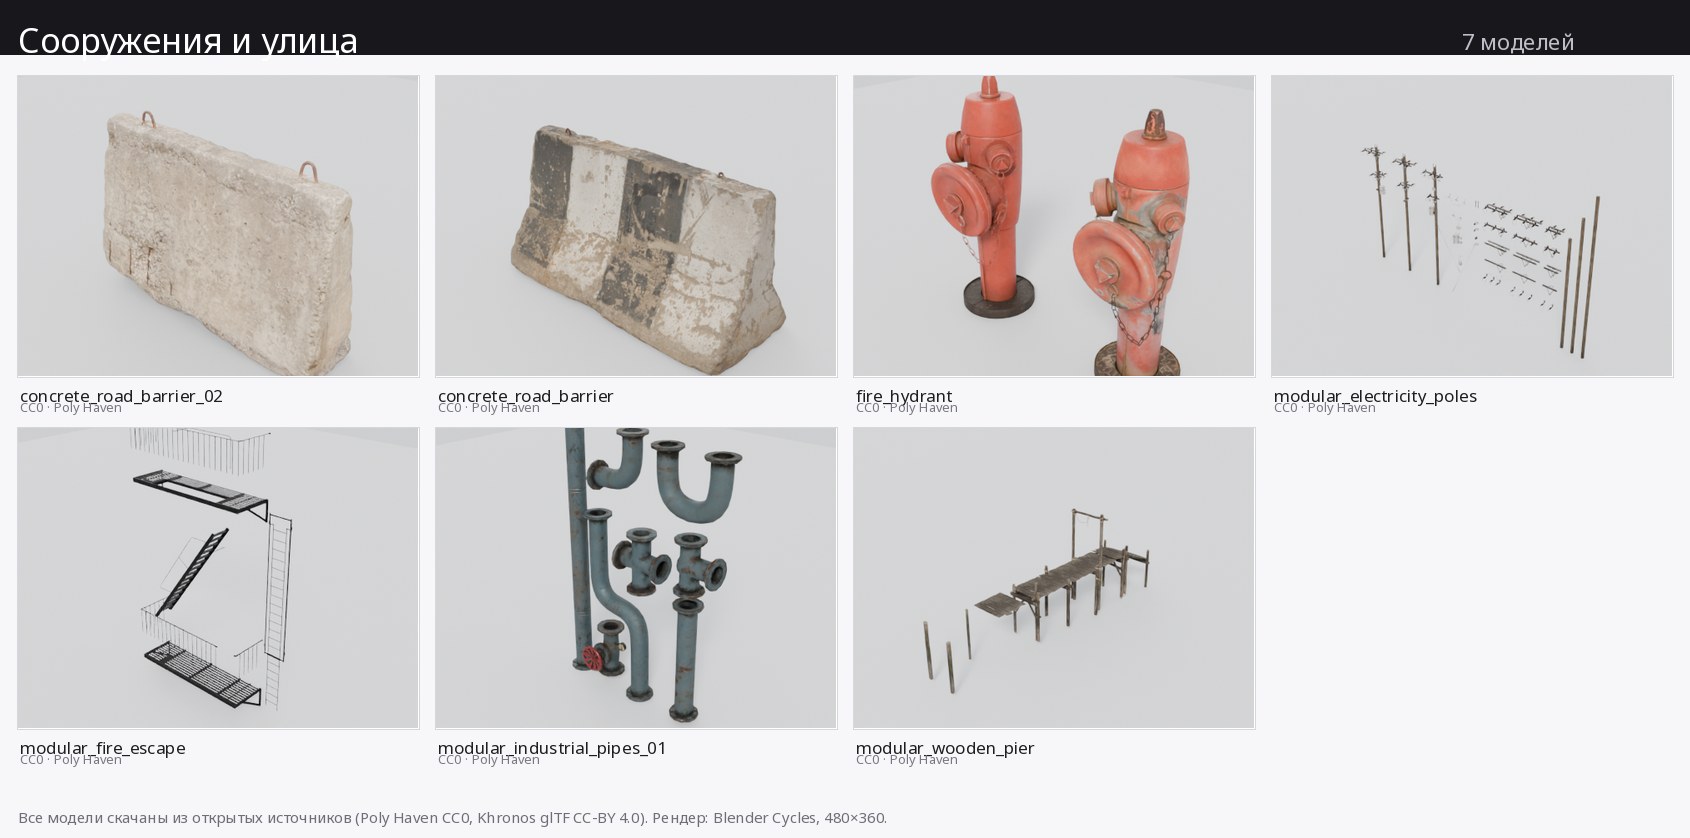 Сооружения и улица
7 моделей
concrete_road_barrier_02
CC0 · Poly Haven
concrete_road_barrier
CC0 · Poly Haven
fire_hydrant
CC0 · Poly Haven
modular_electricity_poles
CC0 · Poly Haven
modular_fire_escape
CC0 · Poly Haven
modular_industrial_pipes_01
CC0 · Poly Haven
modular_wooden_pier
CC0 · Poly Haven
Все модели скачаны из открытых источников (Poly Haven CC0, Khronos glTF CC-BY 4.0). Рендер: Blender Cycles, 480×360.